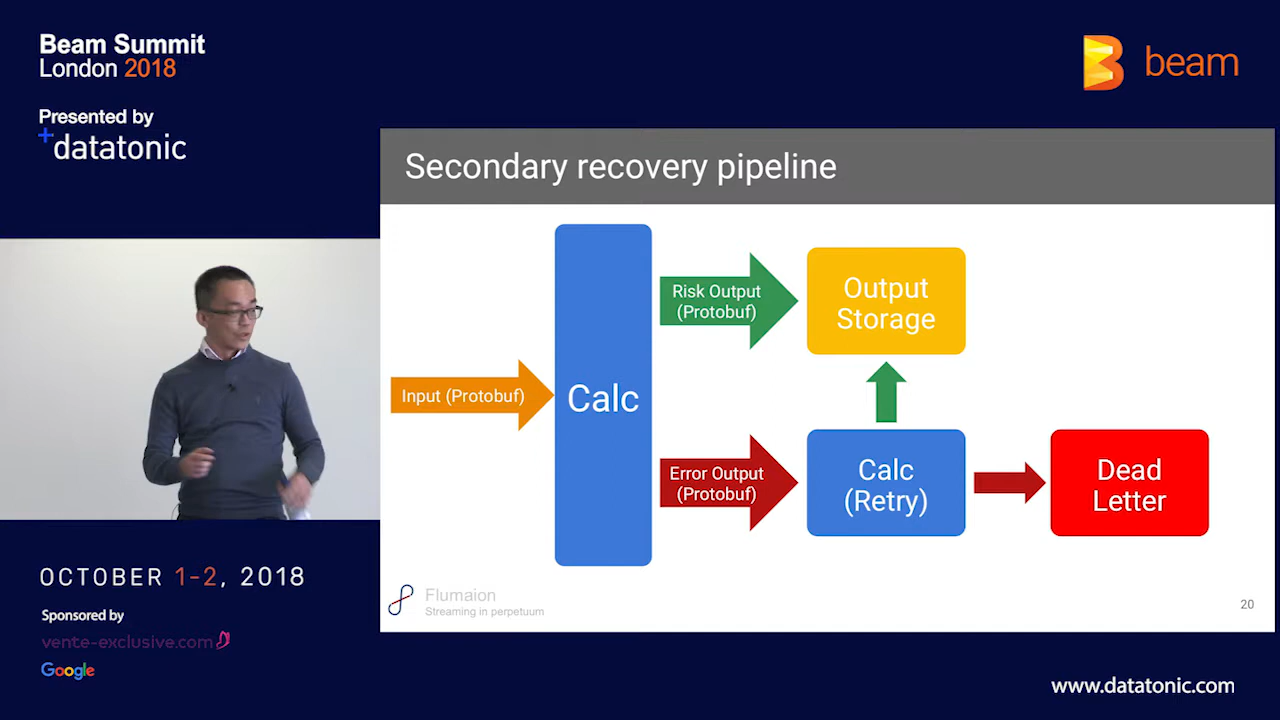 Beam Summit
London 2018
Presented by
datatonic
beam
Secondary recovery pipeline
Input (Protobuf)
Calc
Risk Output
(Protobuf)
Output
Storage
Error Output
(Protobuf)
Calc
(Retry)
Dead
Letter
Flumaion
Streaming in perpetuum
20
OCTOBER 1-2, 2018
Sponsored by
vente-exclusive.com
Google
www.datatonic.com